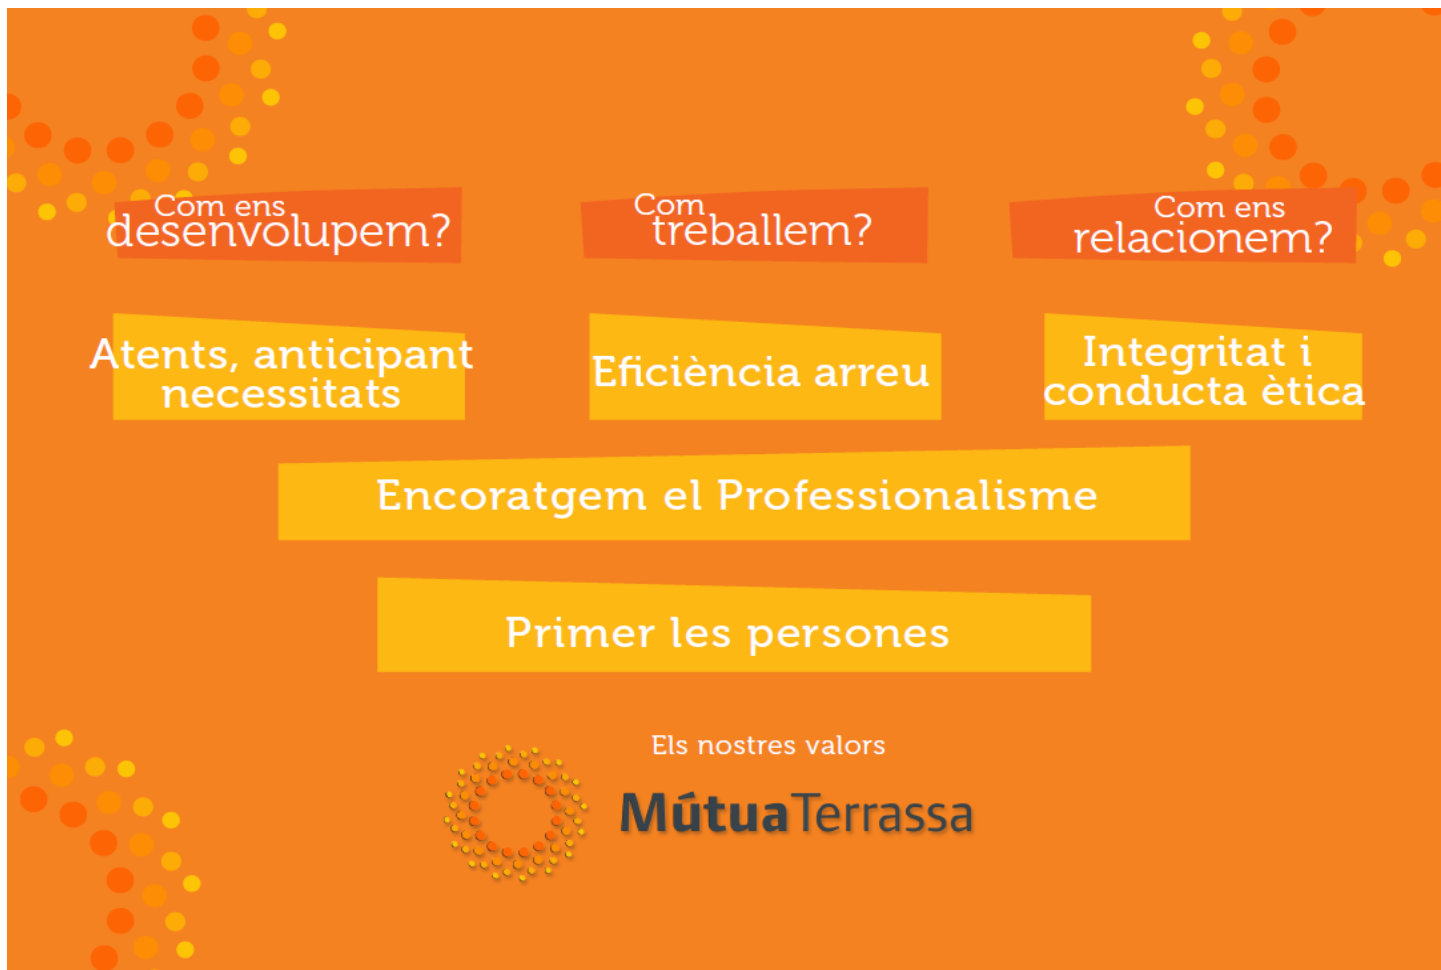 Com ens
desenvolupem?
Com
treballem?
Com ens
relacionem?
Atents, anticipant
necessitats
Eficiència arreu
Integritat i
conducta ètica
Encoratgem el Professionalisme
Primer les persones
Els nostres valors
MútuaTerrassa